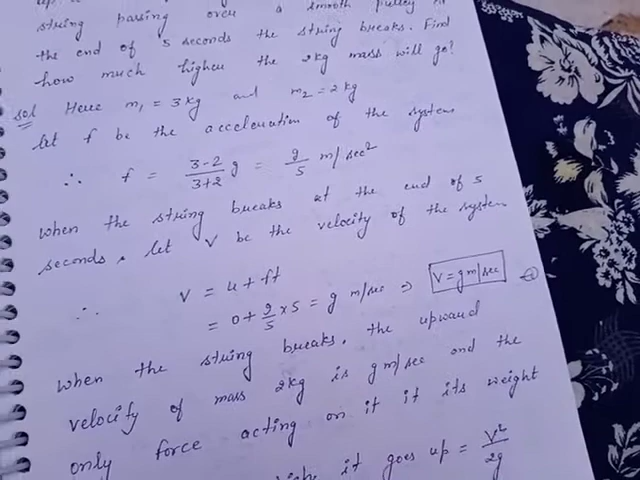 string passing over a smooth pulley
the end of 5 seconds the string breaks. Find
how much higher the 2kg mass will go?
Sol Here m₁ = 3kg and m₂ = 2kg
let f be the acceleration of the system
∴ f = (3-2)/(3+2) g = g/5 m/sec²
when the string breaks at the end of 5
seconds, let V be the velocity of the system
∴ V = u + ft
= 0 + g/5 × 5 = g m/sec ⇒ V = g m/sec
when the string breaks, the upward
velocity of mass 2kg is g m/sec and the
only force acting on it it its weight
it goes up = V²/2g